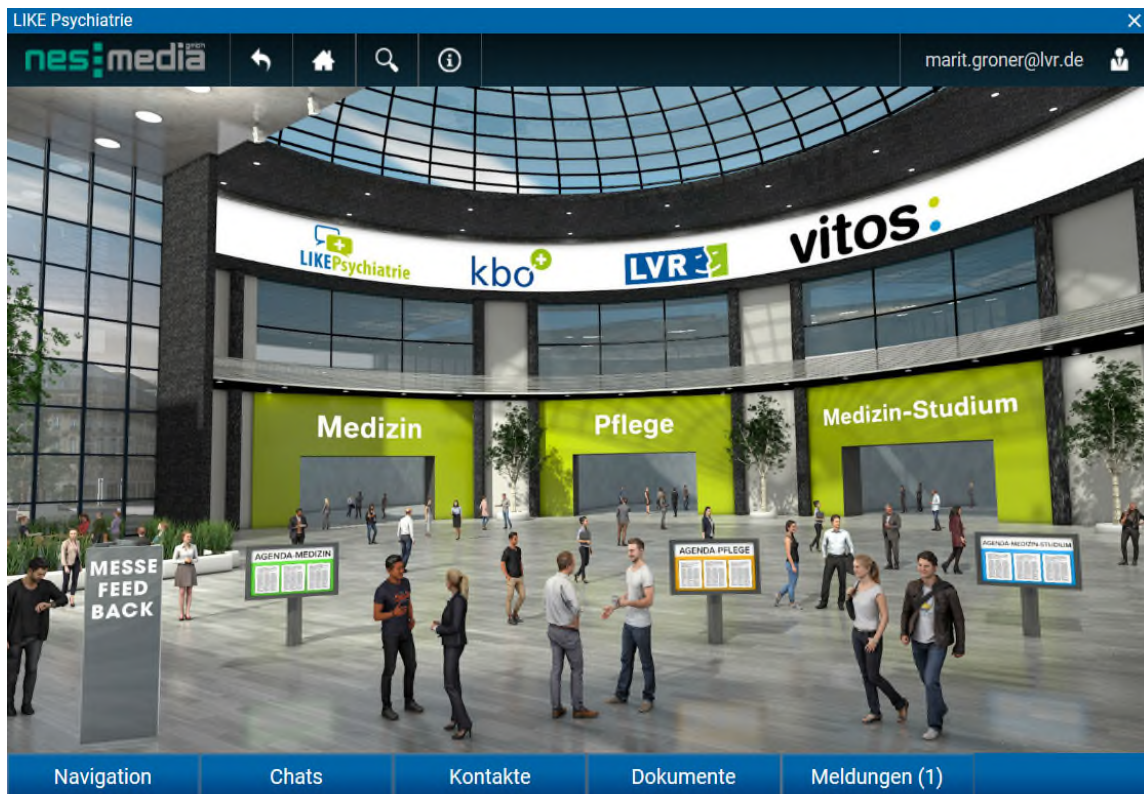 LIKE Psychiatrie
nes:media gmbh
marit.groner@lvr.de
LIKEPsychiatrie
kbo
LVR
vitos:
Medizin
Pflege
Medizin-Studium
AGENDA-MEDIZIN
AGENDA-PFLEGE
AGENDA-MEDIZIN-STUDIUM
MESSE
FEED
BACK
Navigation
Chats
Kontakte
Dokumente
Meldungen (1)